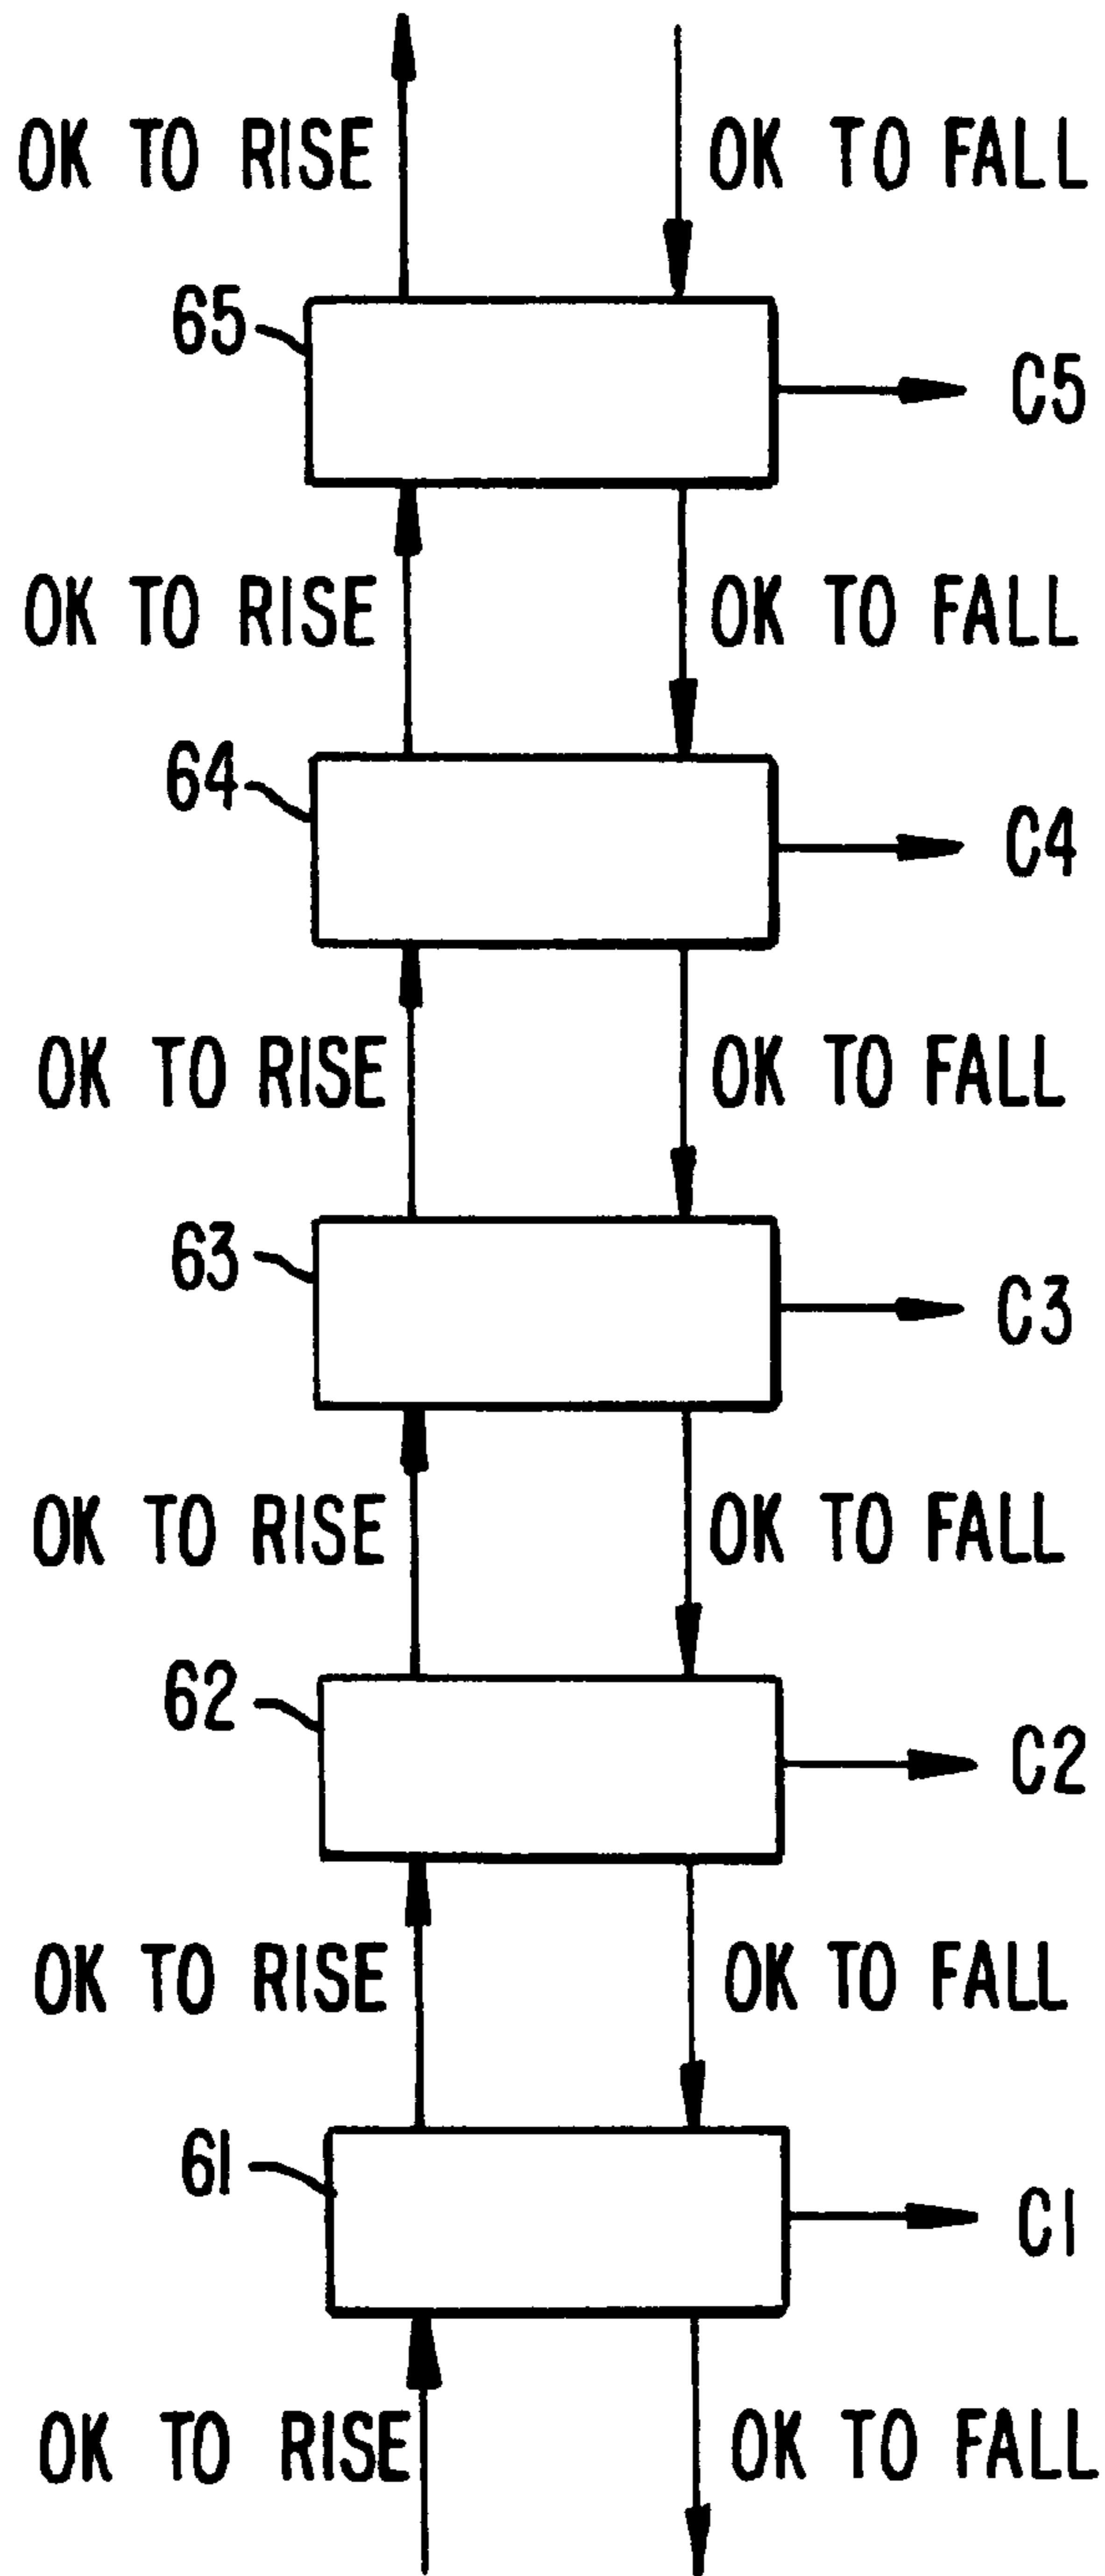 OK TO RISE OK TO FALL
65
C5
OK TO RISE OK TO FALL
64
C4
OK TO RISE OK TO FALL
63
C3
OK TO RISE OK TO FALL
62
C2
OK TO RISE OK TO FALL
61
C1
OK TO RISE OK TO FALL